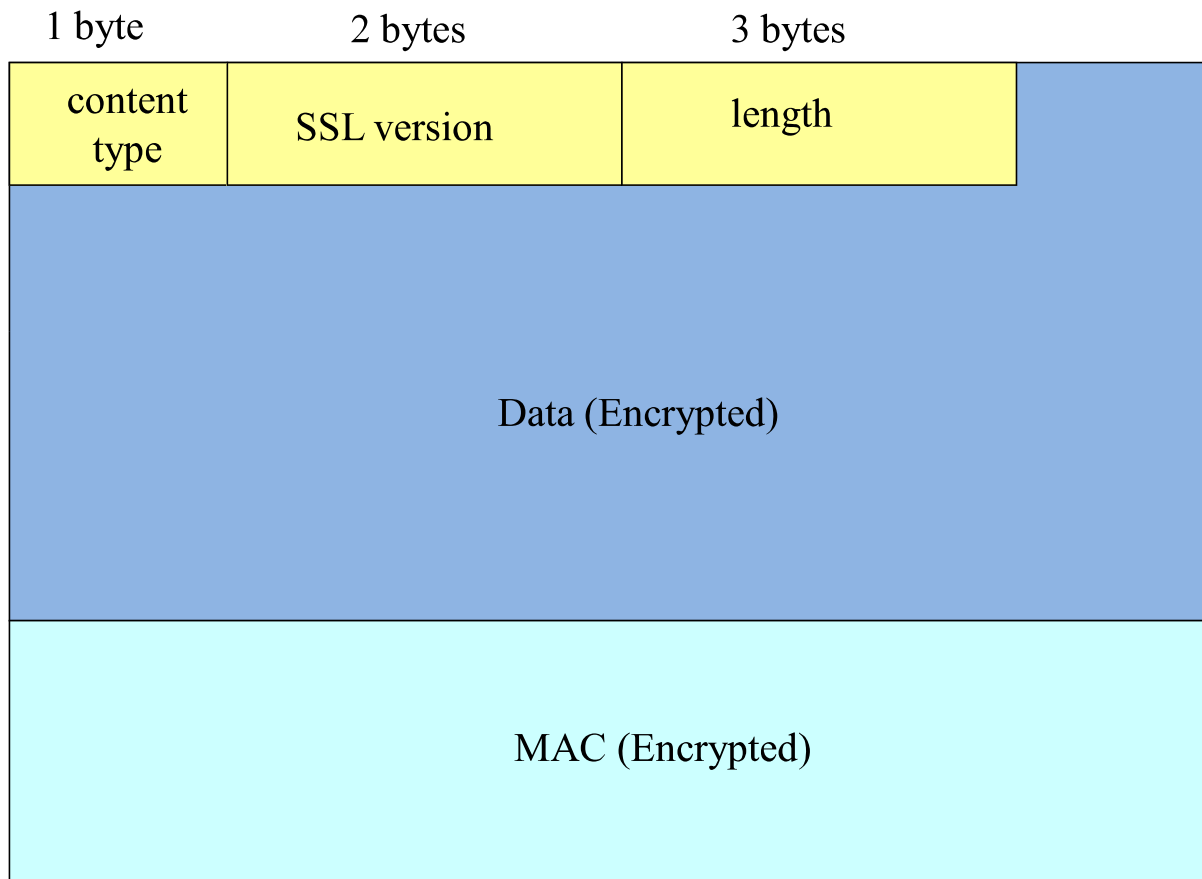 1 byte
2 bytes
3 bytes
content
type
SSL version
length
Data (Encrypted)
MAC (Encrypted)